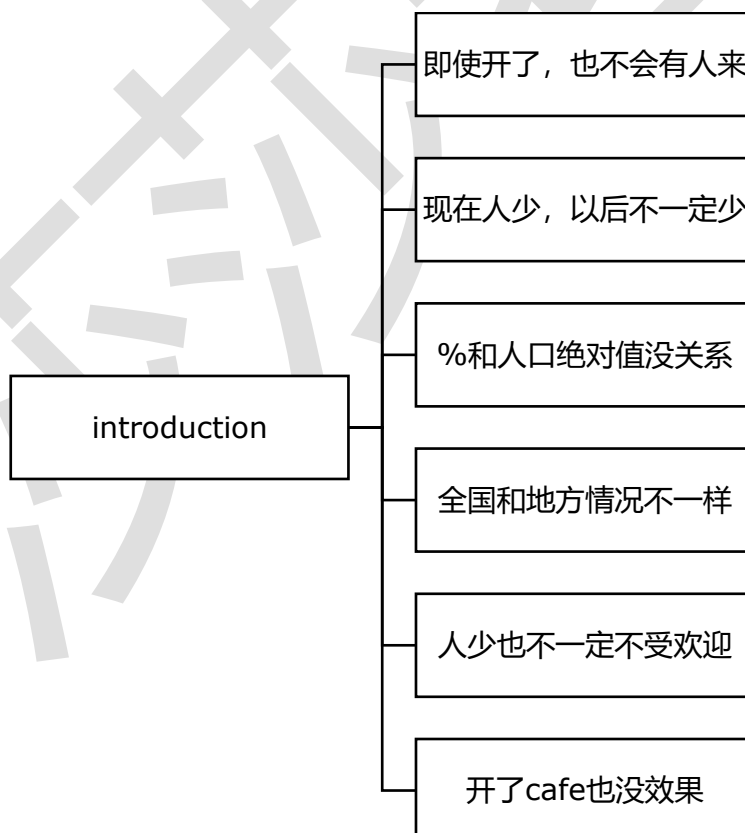 即使开了，也不会有人来
现在人少，以后不一定少
%和人口绝对值没关系
introduction
全国和地方情况不一样
人少也不一定不受欢迎
开了cafe也没效果